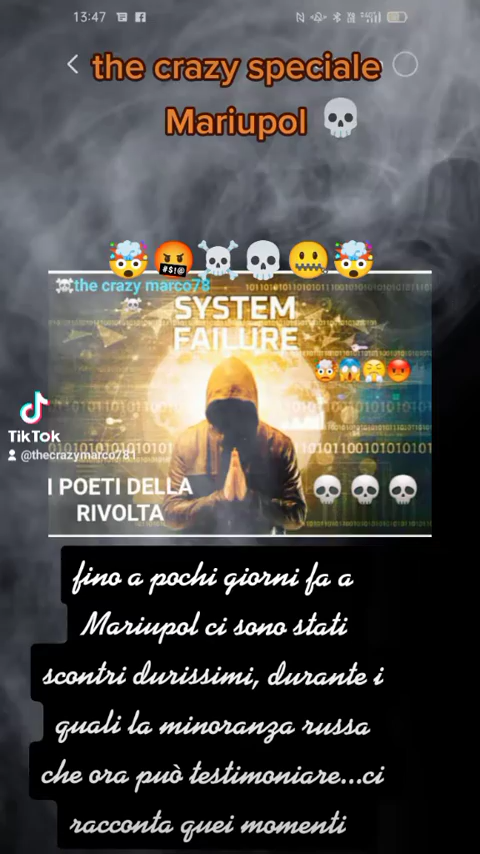 13:47
the crazy speciale
Mariupol 💀
🤯🤬☠️💀🤐🤯
☠️the crazy marco78
SYSTEM
FAILURE
TikTok
@thecrazymarco781
I POETI DELLA
RIVOLTA
fino a pochi giorni fa a
Mariupol ci sono stati
scontri durissimi, durante i
quali la minoranza russa
che ora può testimoniare...ci
racconta quei momenti